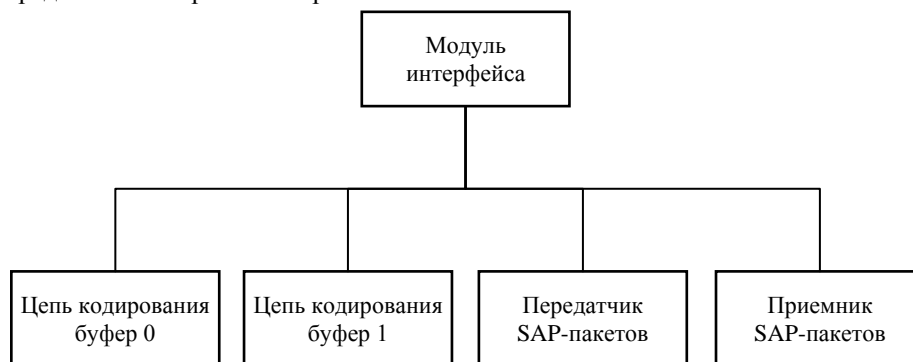 Модуль
интерфейса
Цепь кодирования
буфер 0
Цепь кодирования
буфер 1
Передатчик
SAP-пакетов
Приемник
SAP-пакетов